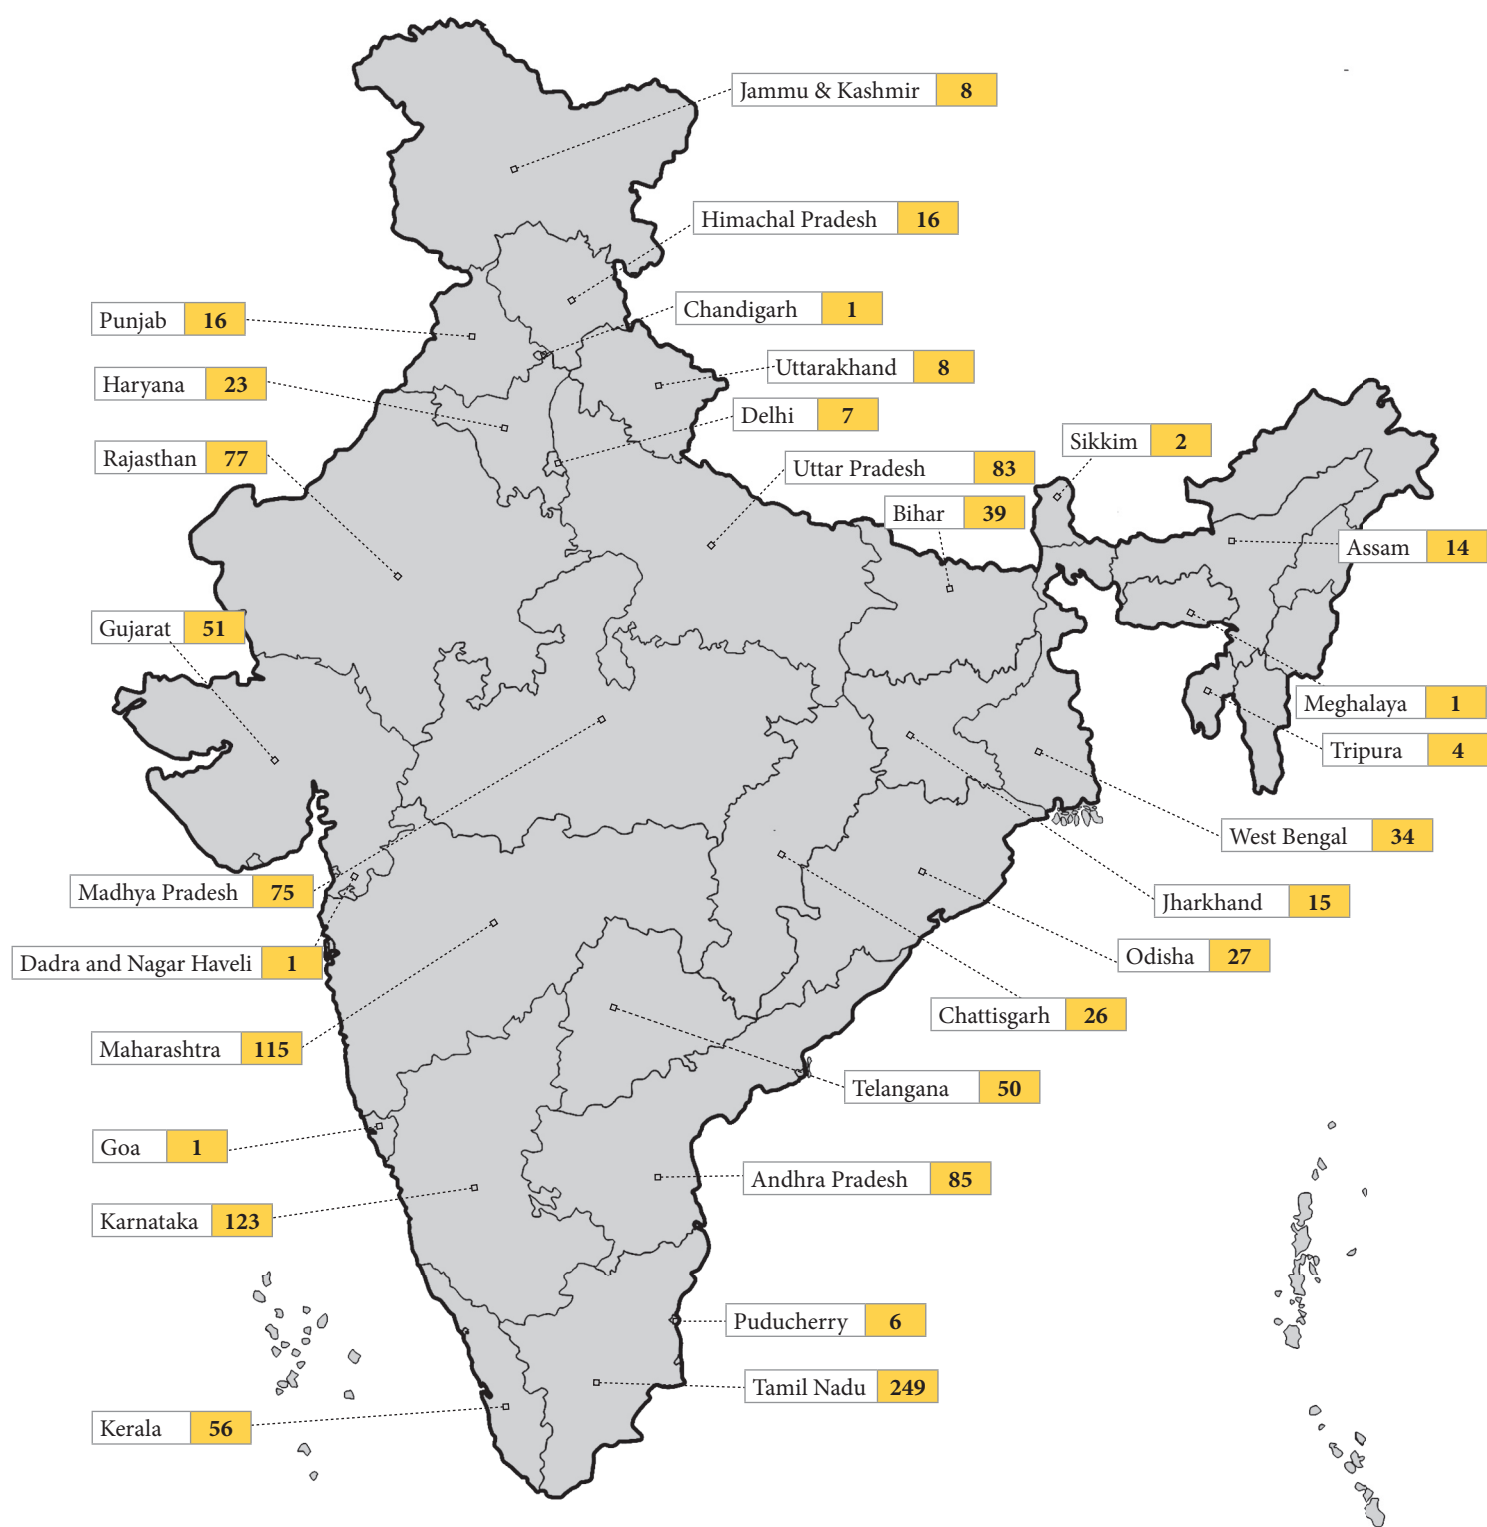 Jammu & Kashmir 8
Himachal Pradesh 16
Chandigarh 1
Punjab 16
Uttarakhand 8
Haryana 23
Delhi 7
Sikkim 2
Rajasthan 77
Uttar Pradesh 83
Bihar 39
Assam 14
Gujarat 51
Meghalaya 1
Tripura 4
West Bengal 34
Madhya Pradesh 75
Jharkhand 15
Dadra and Nagar Haveli 1
Odisha 27
Chattisgarh 26
Maharashtra 115
Telangana 50
Goa 1
Andhra Pradesh 85
Karnataka 123
Puducherry 6
Tamil Nadu 249
Kerala 56